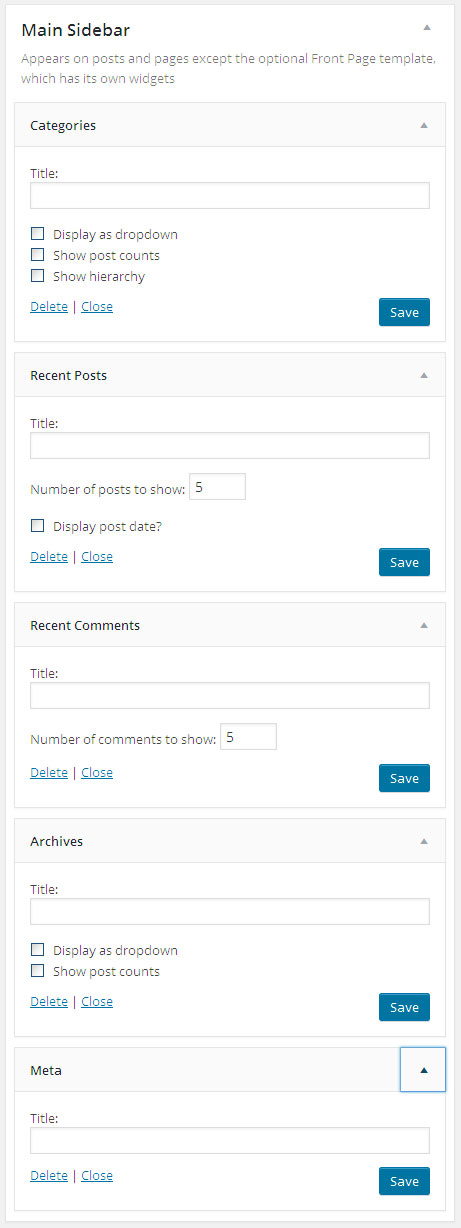 Main Sidebar
Appears on posts and pages except the optional Front Page template,
which has its own widgets
Categories
Title:
Display as dropdown
Show post counts
Show hierarchy
Delete | Close
Save
Recent Posts
Title:
Number of posts to show: 5
Display post date?
Delete | Close
Save
Recent Comments
Title:
Number of comments to show: 5
Delete | Close
Save
Archives
Title:
Display as dropdown
Show post counts
Delete | Close
Save
Meta
Title:
Delete | Close
Save